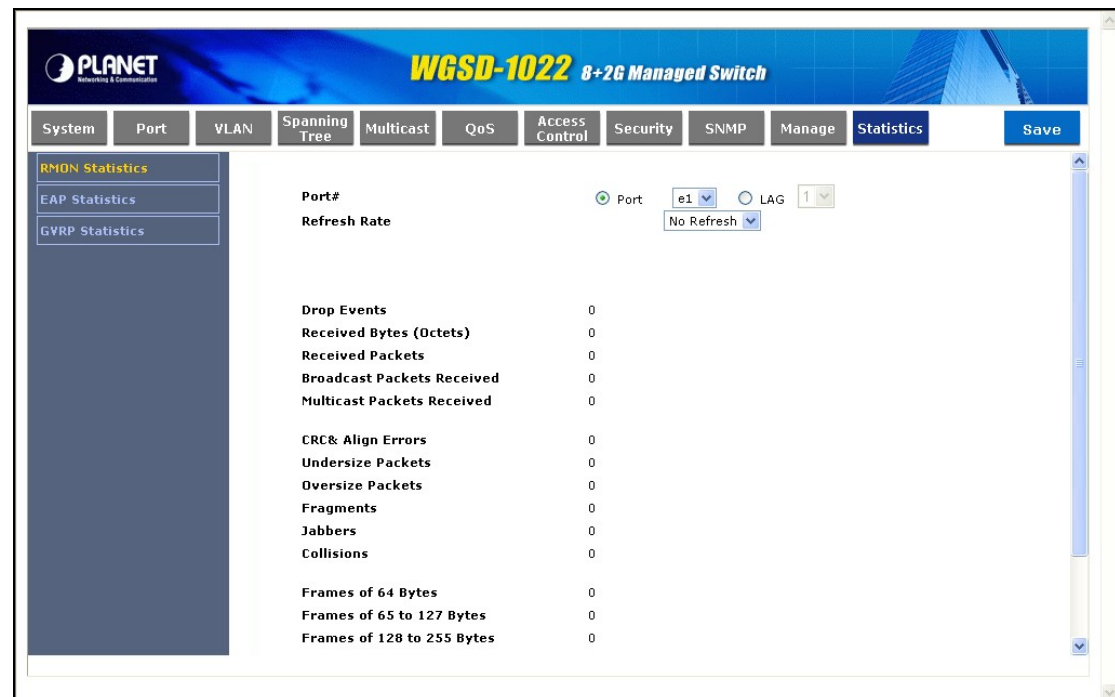 PLANET
Networking & Communication
WGSD-1022 8+2G Managed Switch
System Port VLAN Spanning Tree Multicast QoS Access Control Security SNMP Manage Statistics Save
RMON Statistics
EAP Statistics
GVRP Statistics
Port# Port e1 LAG 1
Refresh Rate No Refresh
Drop Events 0
Received Bytes (Octets) 0
Received Packets 0
Broadcast Packets Received 0
Multicast Packets Received 0
CRC& Align Errors 0
Undersize Packets 0
Oversize Packets 0
Fragments 0
Jabbers 0
Collisions 0
Frames of 64 Bytes 0
Frames of 65 to 127 Bytes 0
Frames of 128 to 255 Bytes 0